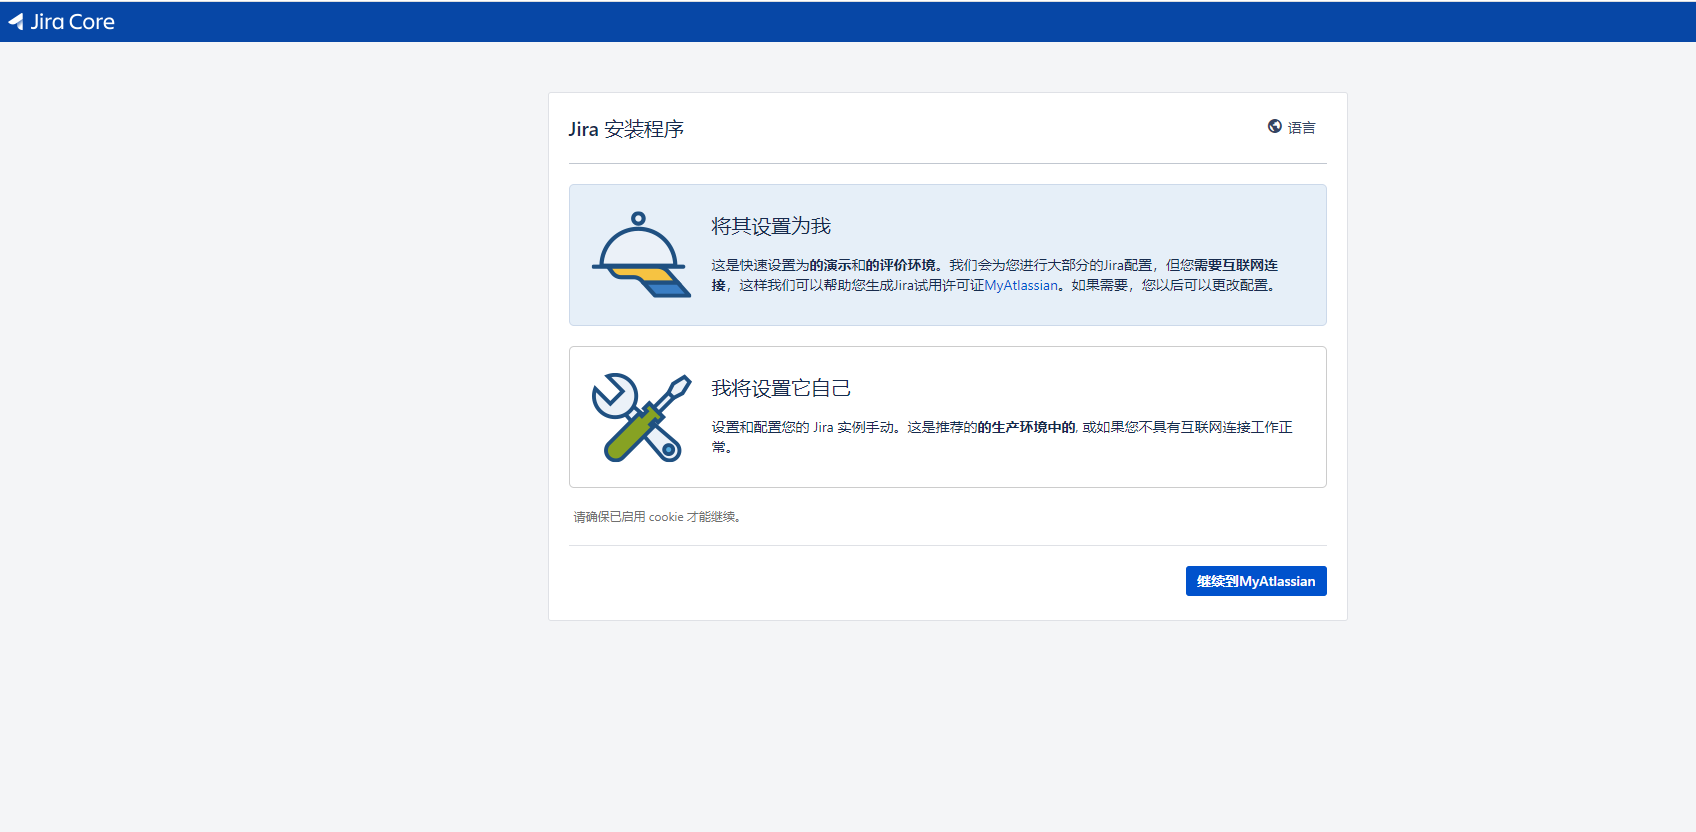 Jira Core
Jira 安装程序
语言
将其设置为我
这是快速设置为的演示和的评价环境。我们会为您进行大部分的Jira配置，但您需要互联网连
接，这样我们可以帮助您生成Jira试用许可证MyAtlassian。如果需要，您以后可以更改配置。
我将设置它自己
设置和配置您的 Jira 实例手动。这是推荐的的生产环境中的, 或如果您不具有互联网连接工作正
常。
请确保已启用 cookie 才能继续。
继续到MyAtlassian